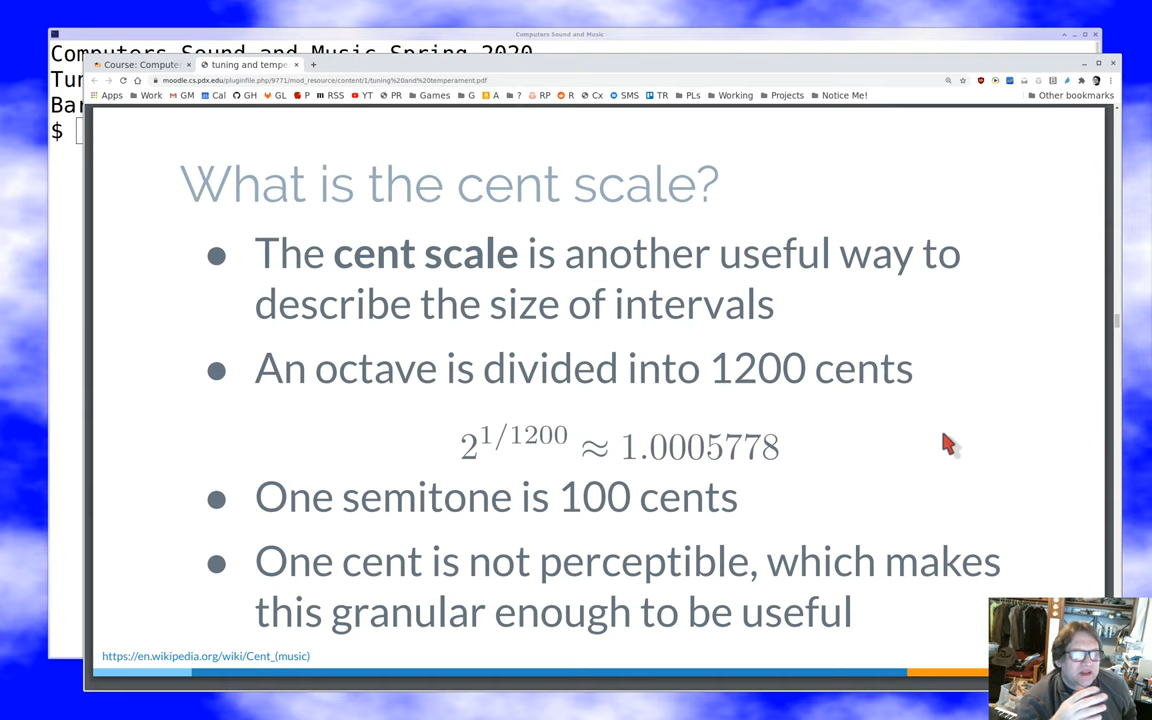 Computers Sound and Music
Computers Sound and Music Spring 2020
Tun
Bar
$
Course: Compute
tuning and tempe
moodle.cs.pdx.edu/pluginfile.php/9771/mod_resource/content/1/tuning%20and%20temperament.pdf
Apps Work GM Cal GH GL P RSS YT PR Games G A ? RP R Cx SMS TR PLs Working Projects Notice Me! Other bookmarks
What is the cent scale?
● The cent scale is another useful way to
describe the size of intervals
● An octave is divided into 1200 cents
2^{1/1200} ≈ 1.0005778
● One semitone is 100 cents
● One cent is not perceptible, which makes
this granular enough to be useful
https://en.wikipedia.org/wiki/Cent_(music)